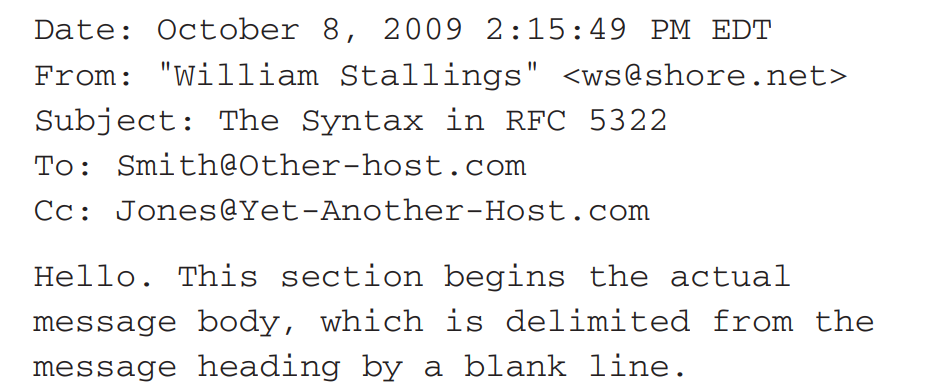 Date: October 8, 2009 2:15:49 PM EDT
From: "William Stallings" <ws@shore.net>
Subject: The Syntax in RFC 5322
To: Smith@Other-host.com
Cc: Jones@Yet-Another-Host.com
Hello. This section begins the actual
message body, which is delimited from the
message heading by a blank line.